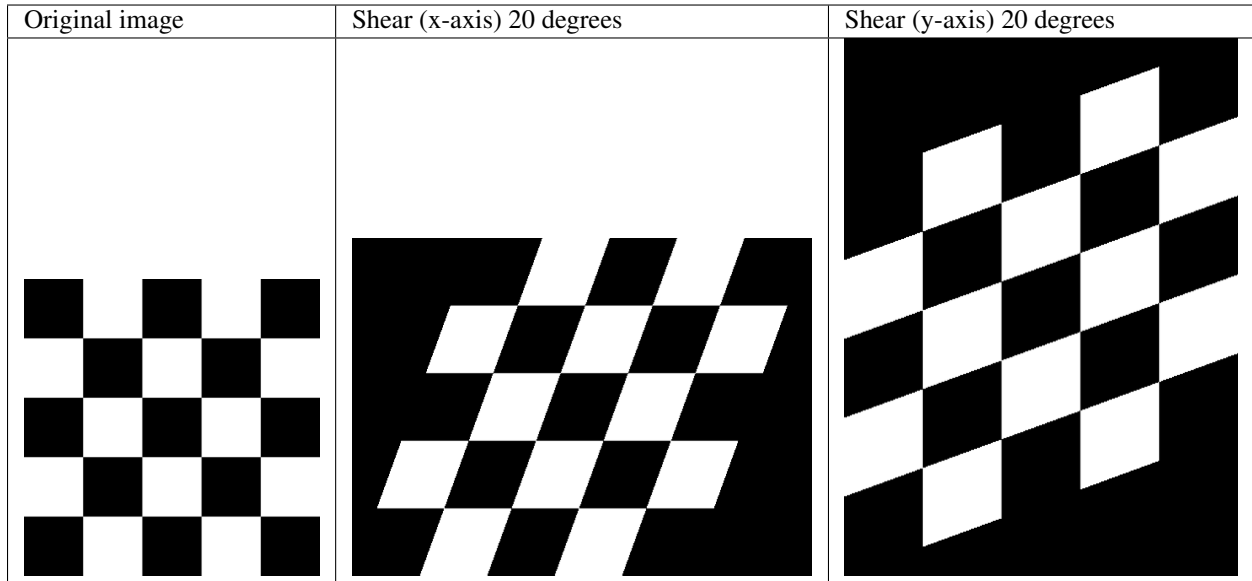 Original image
Shear (x-axis) 20 degrees
Shear (y-axis) 20 degrees